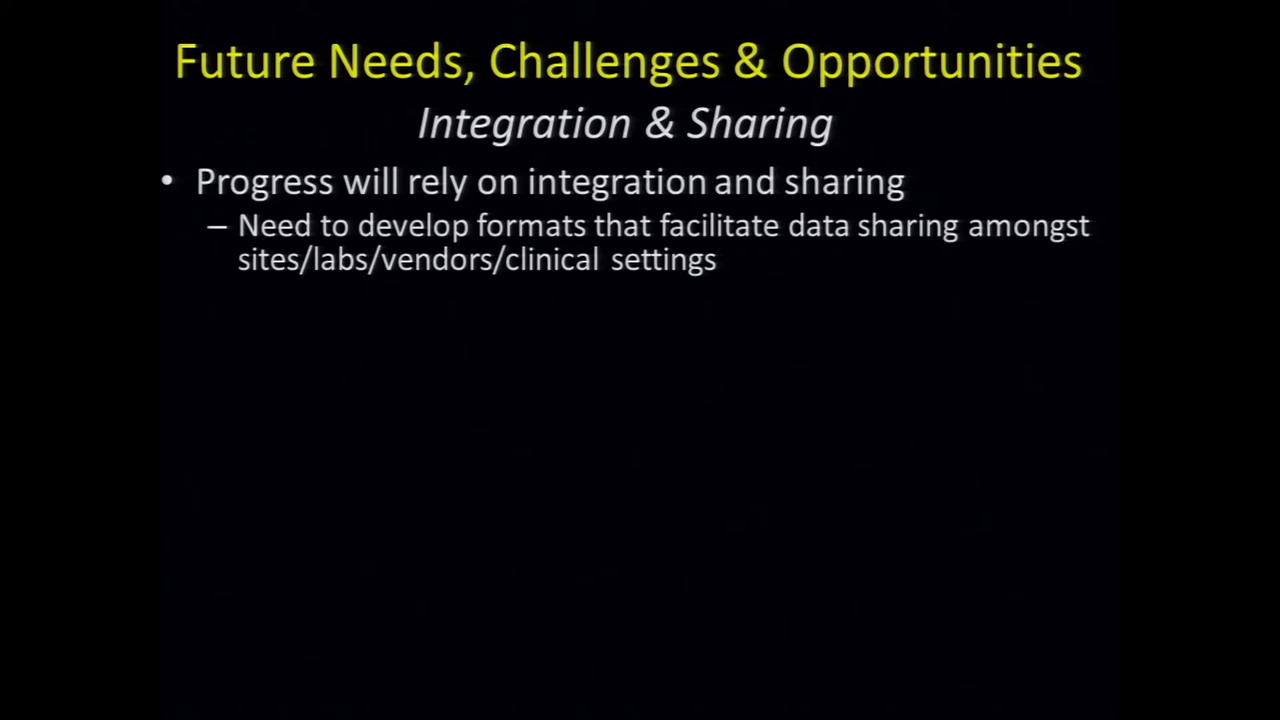 Future Needs, Challenges & Opportunities
Integration & Sharing
• Progress will rely on integration and sharing
– Need to develop formats that facilitate data sharing amongst
sites/labs/vendors/clinical settings